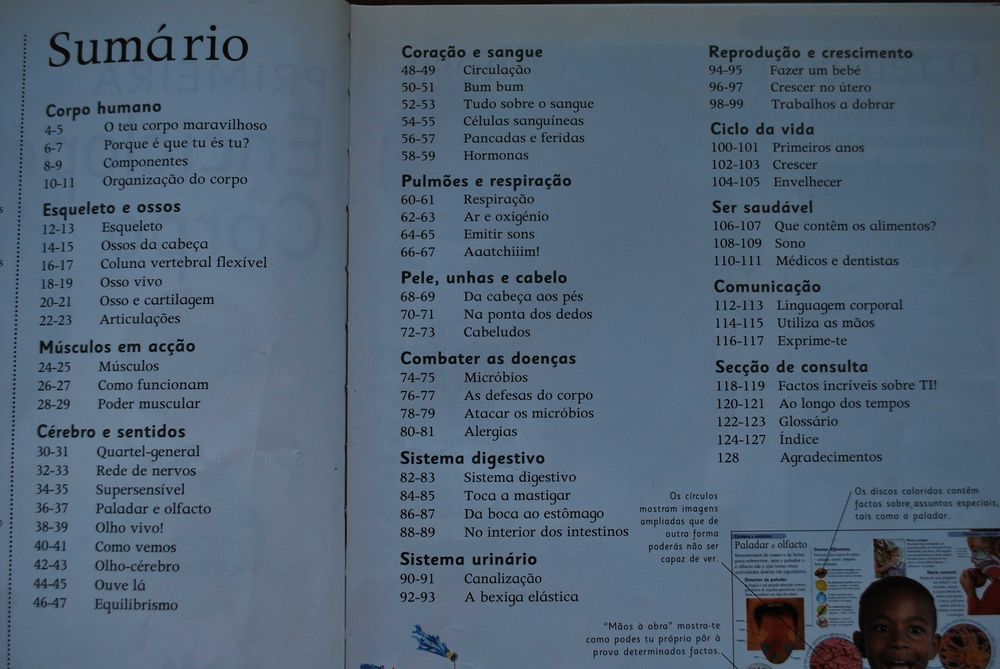 Sumário
Corpo humano
4-5 O teu corpo maravilhoso
6-7 Porque é que tu és tu?
8-9 Componentes
10-11 Organização do corpo
Esqueleto e ossos
12-13 Esqueleto
14-15 Ossos da cabeça
16-17 Coluna vertebral flexível
18-19 Osso vivo
20-21 Osso e cartilagem
22-23 Articulações
Músculos em acção
24-25 Músculos
26-27 Como funcionam
28-29 Poder muscular
Cérebro e sentidos
30-31 Quartel-general
32-33 Rede de nervos
34-35 Supersensível
36-37 Paladar e olfacto
38-39 Olho vivo!
40-41 Como vemos
42-43 Olho-cérebro
44-45 Ouve lá
46-47 Equilibrismo
Coração e sangue
48-49 Circulação
50-51 Bum bum
52-53 Tudo sobre o sangue
54-55 Células sanguíneas
56-57 Pancadas e feridas
58-59 Hormonas
Pulmões e respiração
60-61 Respiração
62-63 Ar e oxigénio
64-65 Emitir sons
66-67 Aaatchiiim!
Pele, unhas e cabelo
68-69 Da cabeça aos pés
70-71 Na ponta dos dedos
72-73 Cabeludos
Combater as doenças
74-75 Micróbios
76-77 As defesas do corpo
78-79 Atacar os micróbios
80-81 Alergias
Sistema digestivo
82-83 Sistema digestivo
84-85 Toca a mastigar
86-87 Da boca ao estômago
88-89 No interior dos intestinos
Sistema urinário
90-91 Canalização
92-93 A bexiga elástica
Reprodução e crescimento
94-95 Fazer um bebé
96-97 Crescer no útero
98-99 Trabalhos a dobrar
Ciclo da vida
100-101 Primeiros anos
102-103 Crescer
104-105 Envelhecer
Ser saudável
106-107 Que contêm os alimentos?
108-109 Sono
110-111 Médicos e dentistas
Comunicação
112-113 Linguagem corporal
114-115 Utiliza as mãos
116-117 Exprime-te
Secção de consulta
118-119 Factos incríveis sobre TI!
120-121 Ao longo dos tempos
122-123 Glossário
124-127 Índice
128 Agradecimentos
Os círculos
mostram imagens
ampliadas que de
outra forma
poderás não ser
capaz de ver.
Os discos coloridos contêm
factos sobre assuntos especiais,
tais como o paladar.
"Mãos à obra" mostra-te
como podes tu próprio pôr à
prova determinados factos.
Paladar e olfacto